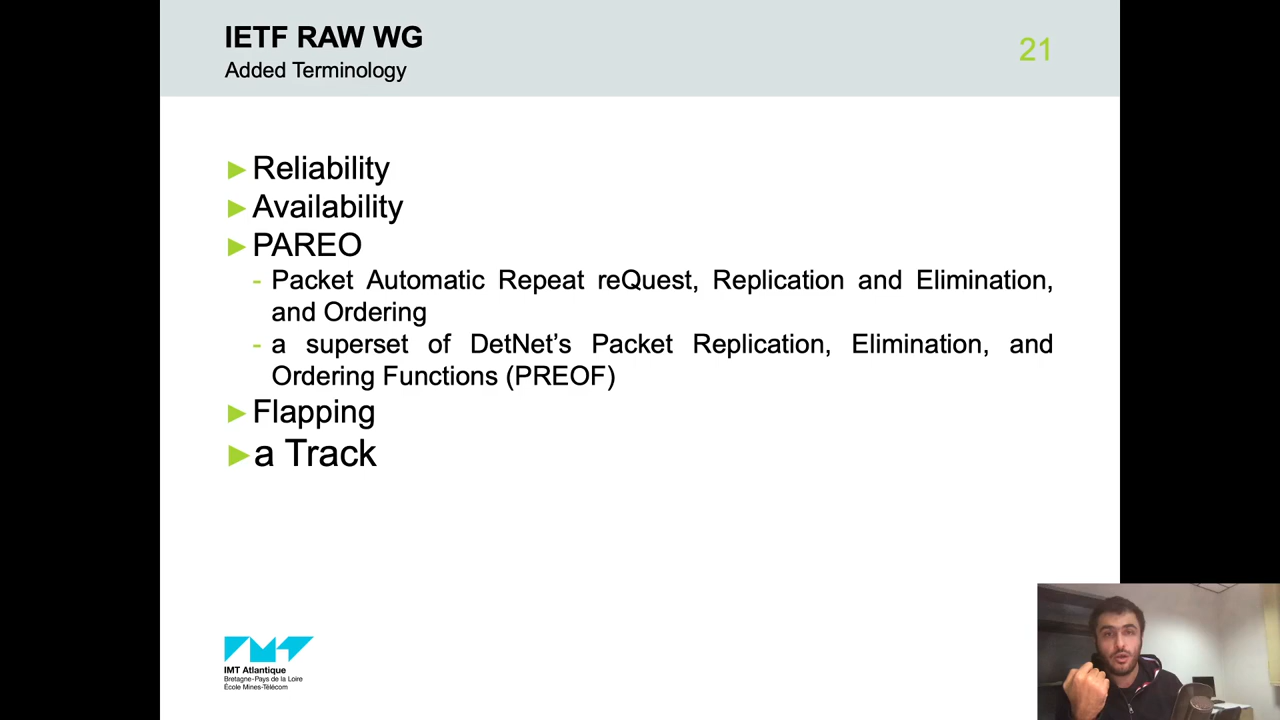 IETF RAW WG
Added Terminology
21
► Reliability
► Availability
► PAREO
- Packet Automatic Repeat reQuest, Replication and Elimination,
and Ordering
- a superset of DetNet’s Packet Replication, Elimination, and
Ordering Functions (PREOF)
► Flapping
► a Track
IMT Atlantique
Bretagne-Pays de la Loire
École Mines-Télécom